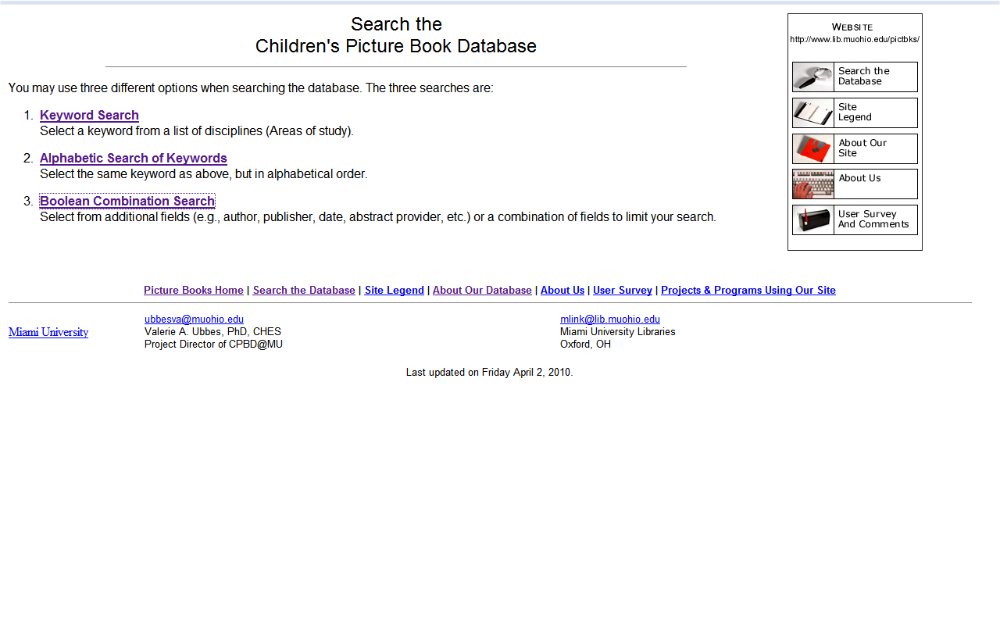 Search the
Children's Picture Book Database
You may use three different options when searching the database. The three searches are:
1. Keyword Search
Select a keyword from a list of disciplines (Areas of study).
2. Alphabetic Search of Keywords
Select the same keyword as above, but in alphabetical order.
3. Boolean Combination Search
Select from additional fields (e.g., author, publisher, date, abstract provider, etc.) or a combination of fields to limit your search.
WEBSITE
http://www.lib.muohio.edu/pictbks/
Search the
Database
Site
Legend
About Our
Site
About Us
User Survey
And Comments
Picture Books Home | Search the Database | Site Legend | About Our Database | About Us | User Survey | Projects & Programs Using Our Site
Miami University
ubbesva@muohio.edu
Valerie A. Ubbes, PhD, CHES
Project Director of CPBD@MU
mlink@lib.muohio.edu
Miami University Libraries
Oxford, OH
Last updated on Friday April 2, 2010.